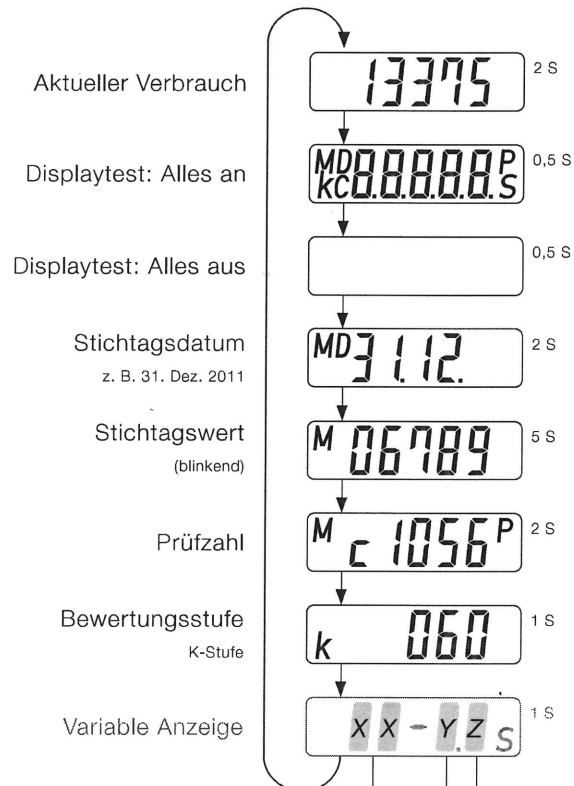 Aktueller Verbrauch
13375
2 S
Displaytest: Alles an
MD
kC
8.8.8.8.8.
P
S
0,5 S
Displaytest: Alles aus
0,5 S
Stichtagsdatum
z. B. 31. Dez. 2011
MD 31.12.
2 S
Stichtagswert
(blinkend)
M 06789
5 S
Prüfzahl
M c 1056 P
2 S
Bewertungsstufe
K-Stufe
k 060
1 S
Variable Anzeige
X X - Y. Z S
1 S